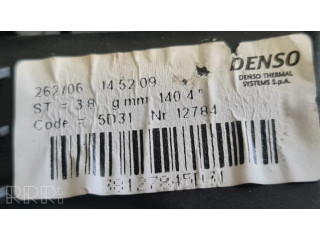 262/06 14:52:09
ST = 3.8 g mm 140.4 °
Code = 5D31 Nr 12784
DENSO
DENSO THERMAL
SYSTEMS S.p.A.
RRR